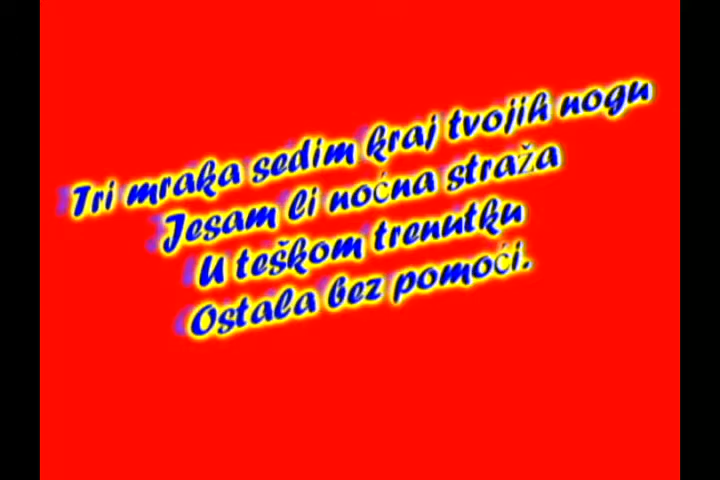 Tri mraka sedim kraj tvojih nogu
Jesam li noćna straža
U teškom trenutku
Ostala bez pomoći.